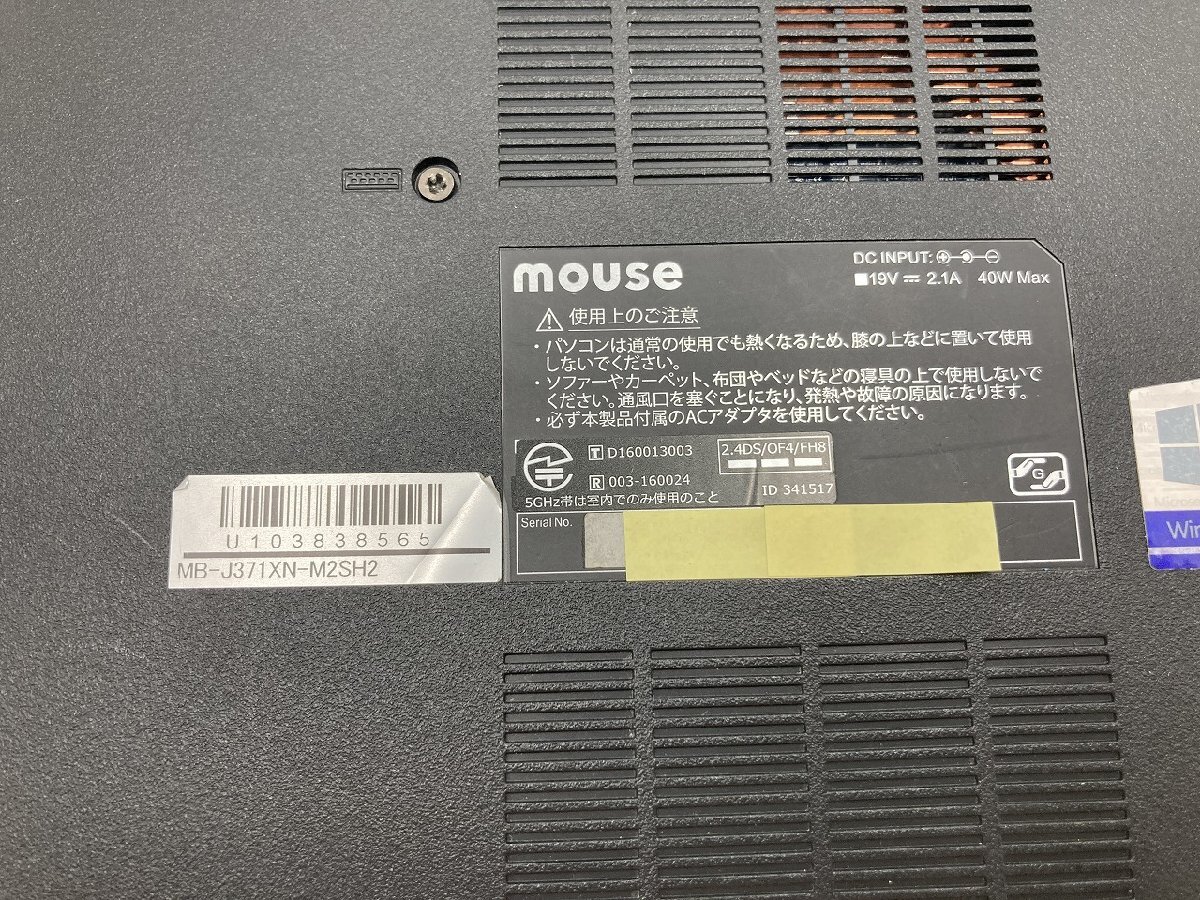 mouse
DC INPUT:
19V 2.1A 40W Max
使用上のご注意
・パソコンは通常の使用でも熱くなるため、膝の上などに置いて使用
しないでください。
・ソファーやカーペット、布団やベッドなどの寝具の上で使用しないで
ください。通風口を塞ぐことになり、発熱や故障の原因になります。
・必ず本製品付属のACアダプタを使用してください。
T D160013003
2.4DS/OF4/FH8
R 003-160024
ID 341517
5GHz帯は室内でのみ使用のこと
G
Serial No.
U103838565
MB-J371XN-M2SH2